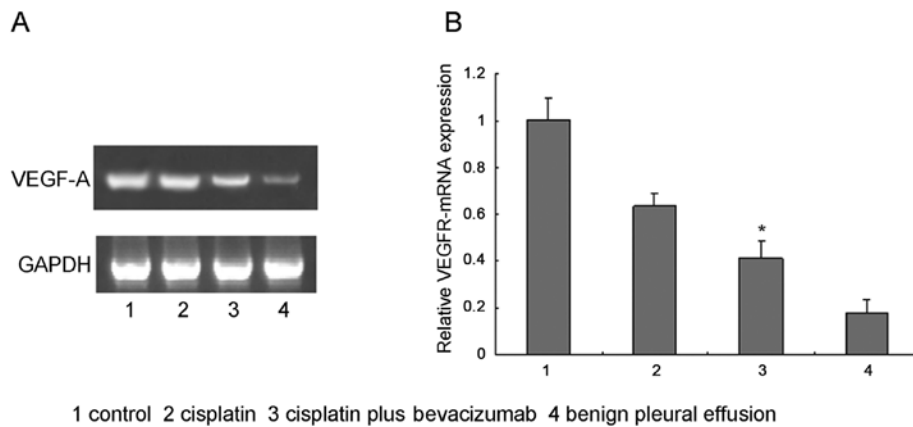 A
VEGF-A
GAPDH
1 2 3 4
B
Relative VEGFR-mRNA expression
1.2
1
0.8
0.6
0.4
0.2
0
*
1 2 3 4
1 control 2 cisplatin 3 cisplatin plus bevacizumab 4 benign pleural effusion